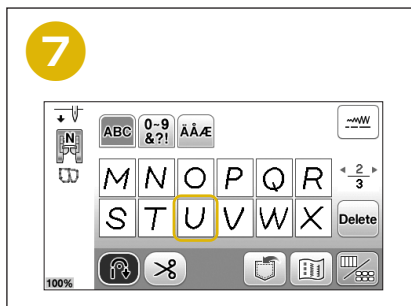 7
N
ABC 0~9 &?! ÄÅÆ
M N O P Q R
2
3
S T U V W X Delete
100%